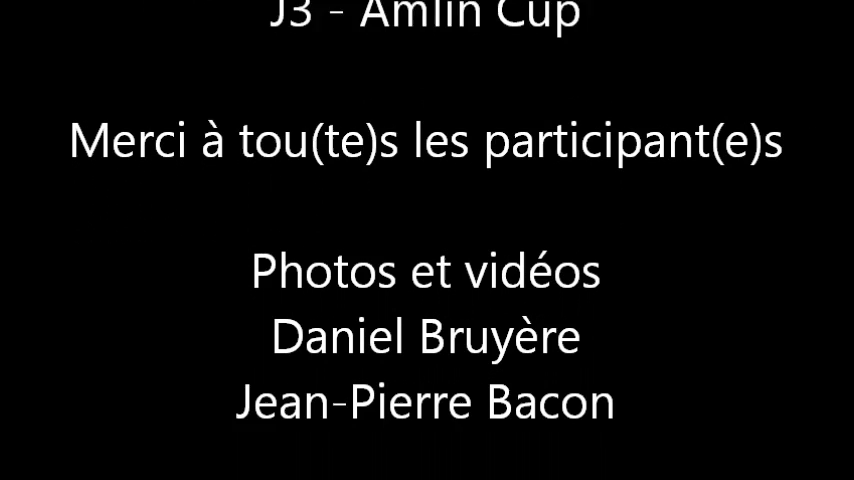 J3 - Amlin Cup
Merci à tou(te)s les participant(e)s
Photos et vidéos
Daniel Bruyère
Jean-Pierre Bacon